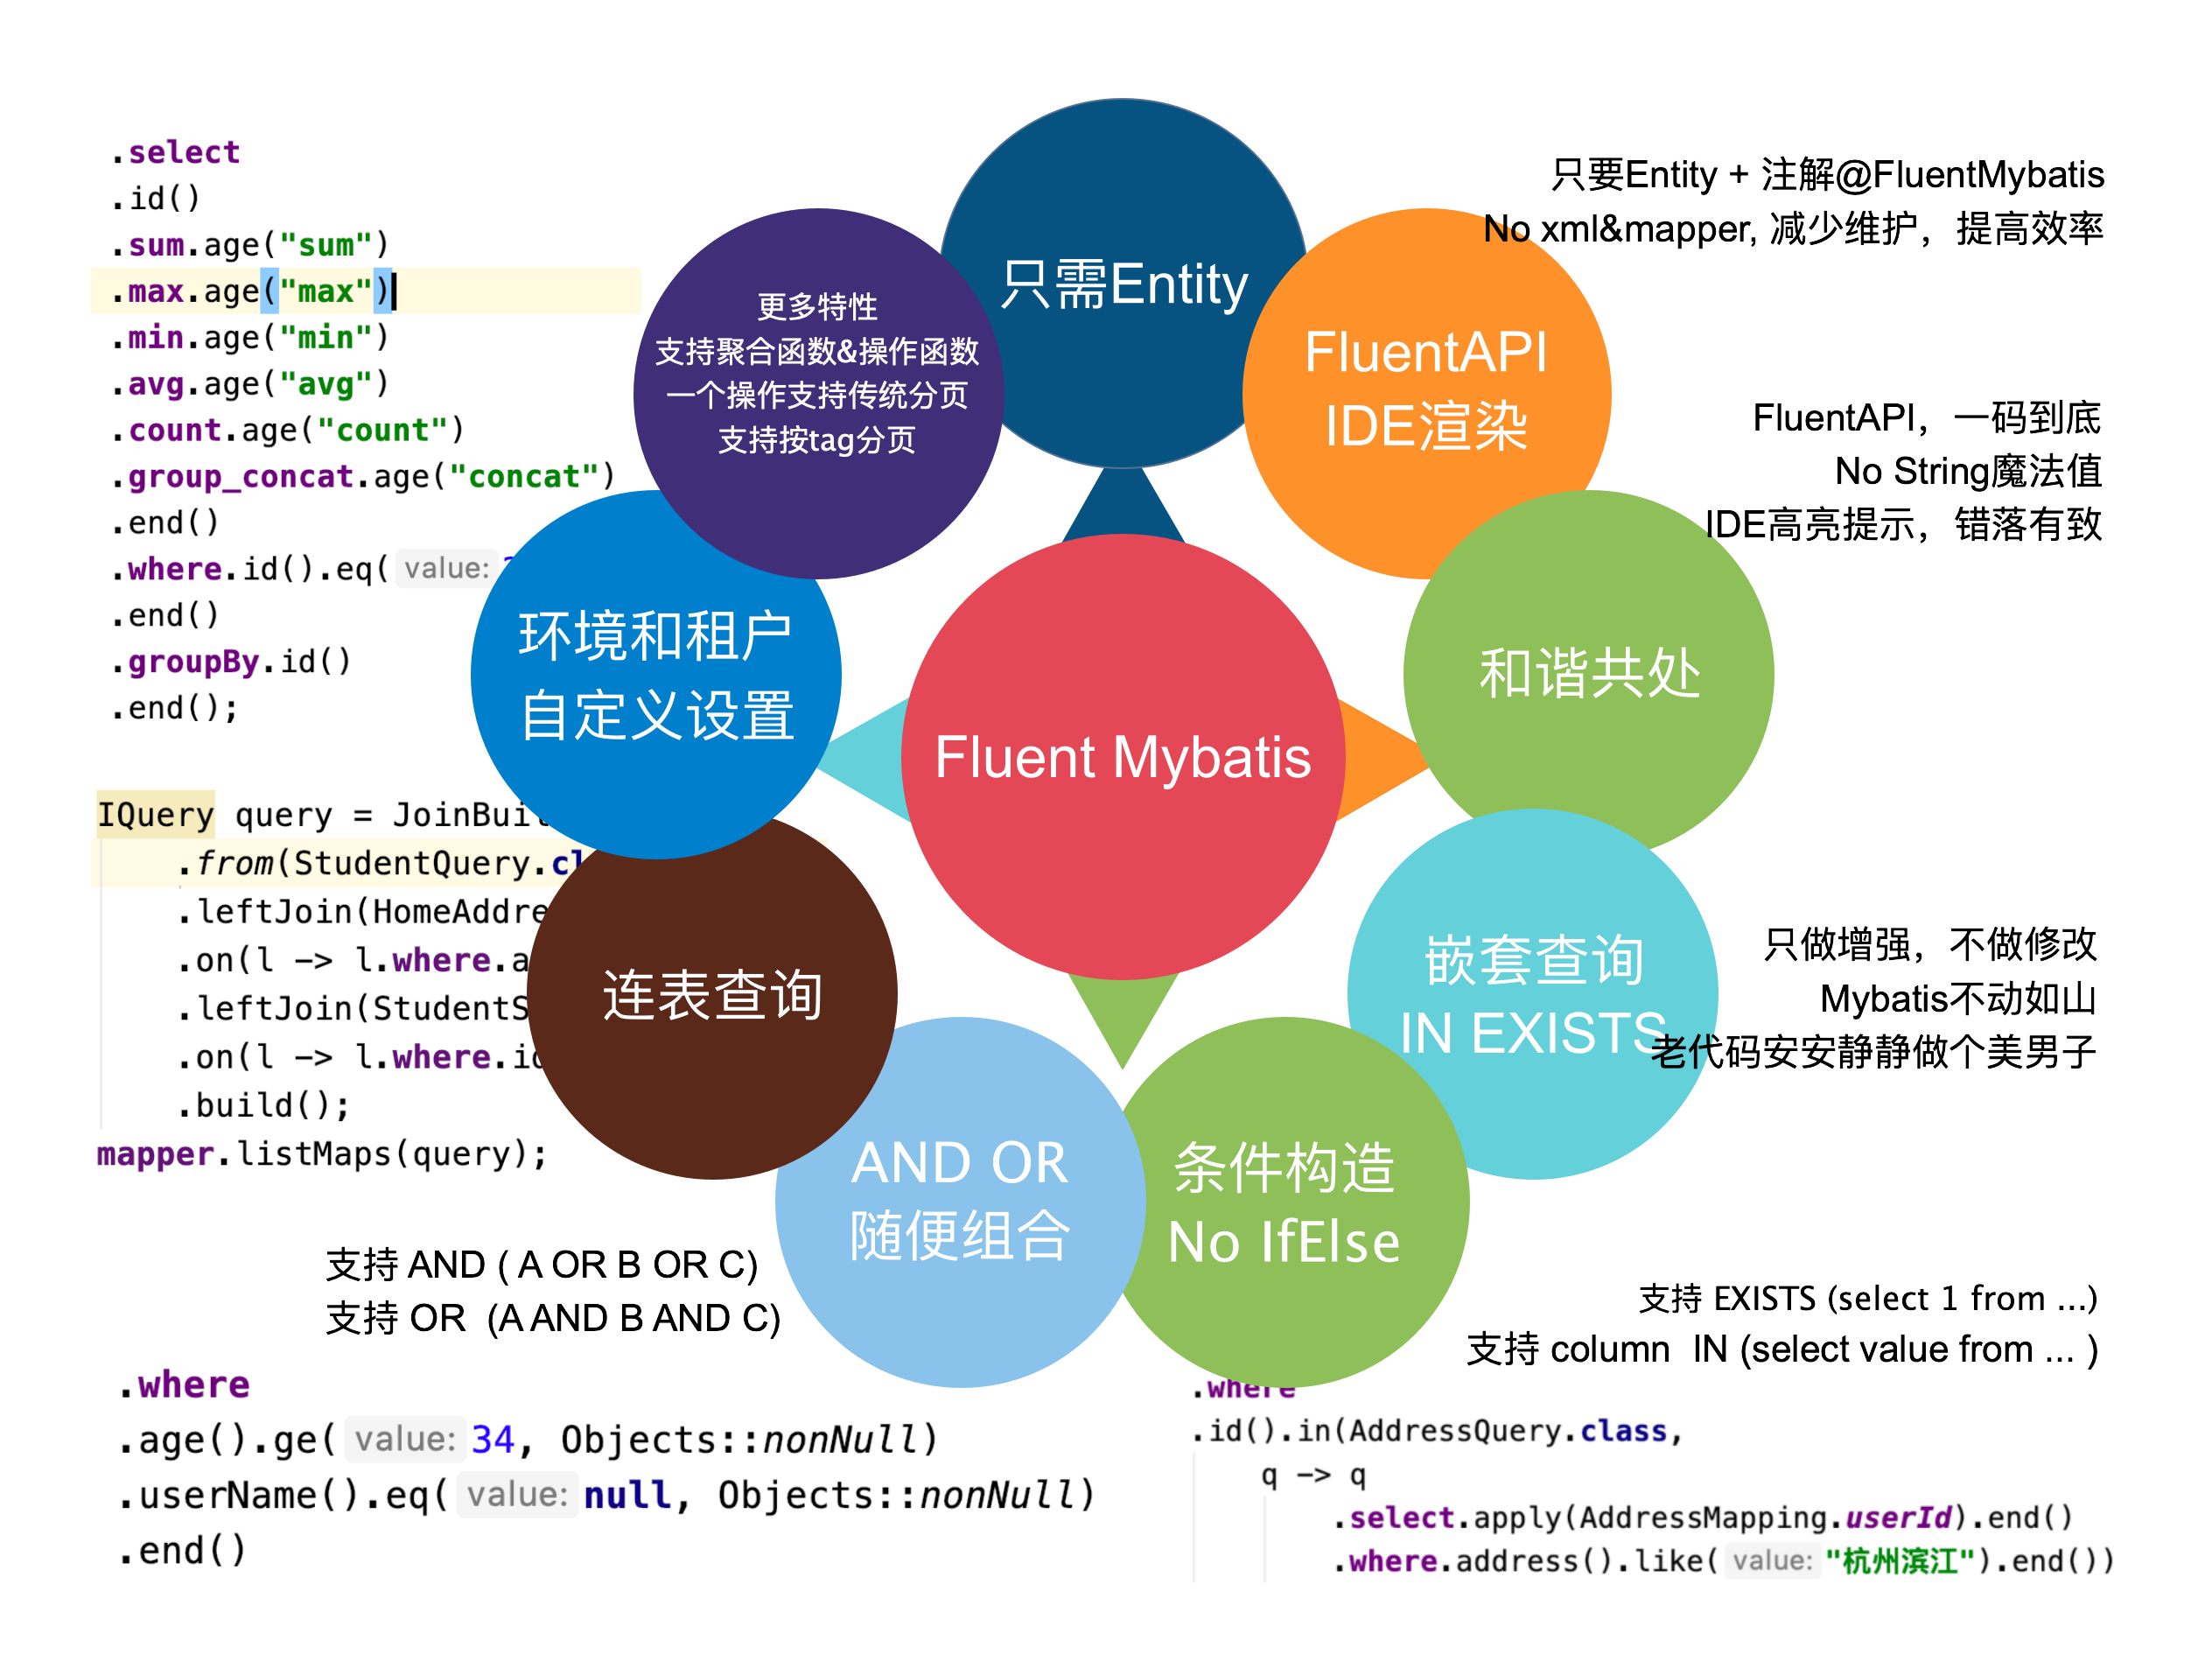 .select
.id()
.sum.age("sum")
.max.age("max")
.min.age("min")
.avg.age("avg")
.count.age("count")
.group_concat.age("concat")
.end()
.where.id().eq( value:
.end()
.groupBy.id()
.end();
IQuery query = JoinBuil
.from(StudentQuery.cl
.leftJoin(HomeAddre
.on(l -> l.where.a
.leftJoin(StudentS
.on(l -> l.where.id
.build();
mapper.listMaps(query);
支持 AND ( A OR B OR C)
支持 OR (A AND B AND C)
.where
.age().ge( value: 34, Objects::nonNull)
.userName().eq( value: null, Objects::nonNull)
.end()
只需Entity
更多特性
支持聚合函数&操作函数
一个操作支持传统分页
支持按tag分页
FluentAPI
IDE渲染
环境和租户
自定义设置
和谐共处
Fluent Mybatis
连表查询
嵌套查询
IN EXISTS
AND OR
随便组合
条件构造
No IfElse
只要Entity + 注解@FluentMybatis
No xml&mapper, 减少维护，提高效率
FluentAPI，一码到底
No String魔法值
IDE高亮提示，错落有致
只做增强，不做修改
Mybatis不动如山
老代码安安静静做个美男子
支持 EXISTS (select 1 from ...)
支持 column IN (select value from ... )
.where
.id().in(AddressQuery.class,
q -> q
.select.apply(AddressMapping.userId).end()
.where.address().like( value: "杭州滨江").end())